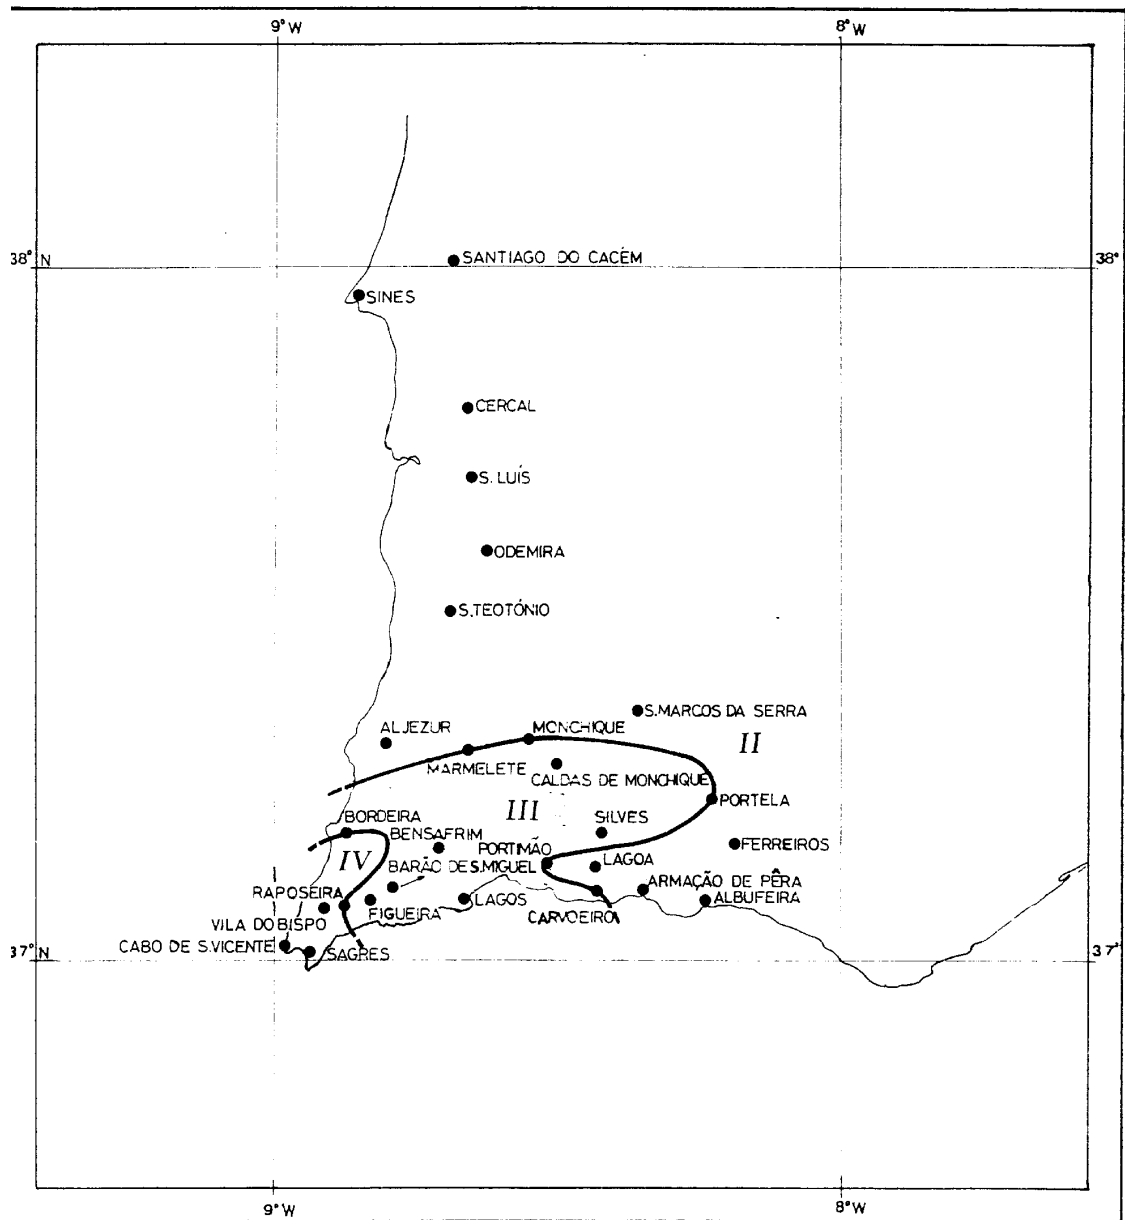 9° W
8° W
38° N
38°
SANTIAGO DO CACÉM
SINES
CERCAL
S. LUÍS
ODEMIRA
S.TEOTÓNIO
S.MARCOS DA SERRA
ALJEZUR
MONCHIQUE
II
MARMELETE
CALDAS DE MONCHIQUE
PORTELA
III
BORDEIRA
SILVES
BENSAFRIM
PORTIMÃO
FERREIROS
IV
BARÃO DE S.MIGUEL
LAGOA
RAPOSEIRA
ARMAÇÃO DE PÊRA
LAGOS
ALBUFEIRA
FIGUEIRA
VILA DO BISPO
CARVOEIRO
CABO DE S.VICENTE
SAGRES
37° N
37°
9° W
8° W